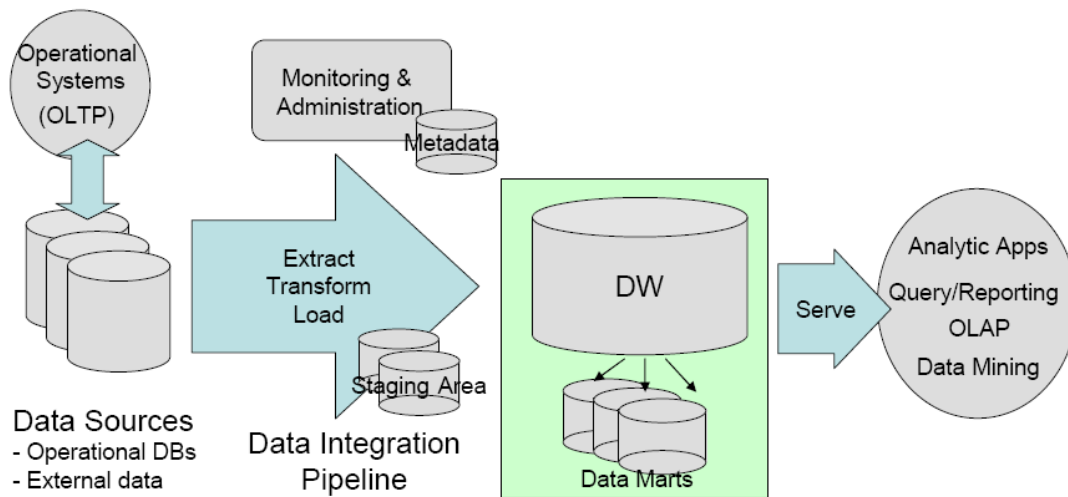 Operational
Systems
(OLTP)
Monitoring &
Administration
Metadata
Extract
Transform
Load
Staging Area
DW
Data Marts
Serve
Analytic Apps
Query/Reporting
OLAP
Data Mining
Data Sources
- Operational DBs
- External data
Data Integration
Pipeline